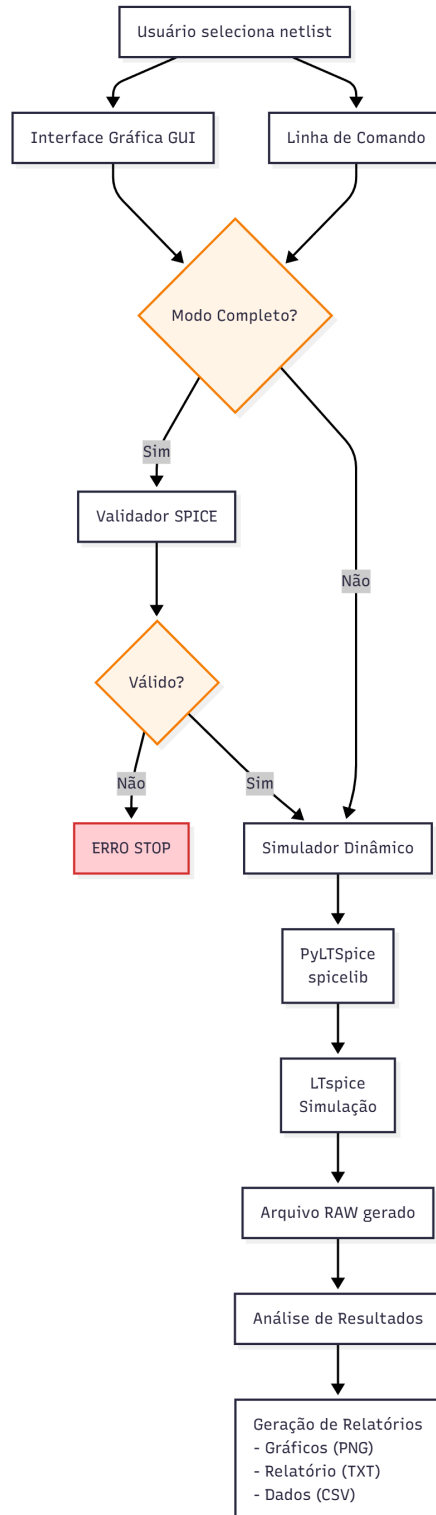 Usuário seleciona netlist
Interface Gráfica GUI
Linha de Comando
Modo Completo?
Sim
Validador SPICE
Não
Válido?
Não
Sim
ERRO STOP
Simulador Dinâmico
PyLTSpice
spicelib
LTspice
Simulação
Arquivo RAW gerado
Análise de Resultados
Geração de Relatórios
- Gráficos (PNG)
- Relatório (TXT)
- Dados (CSV)